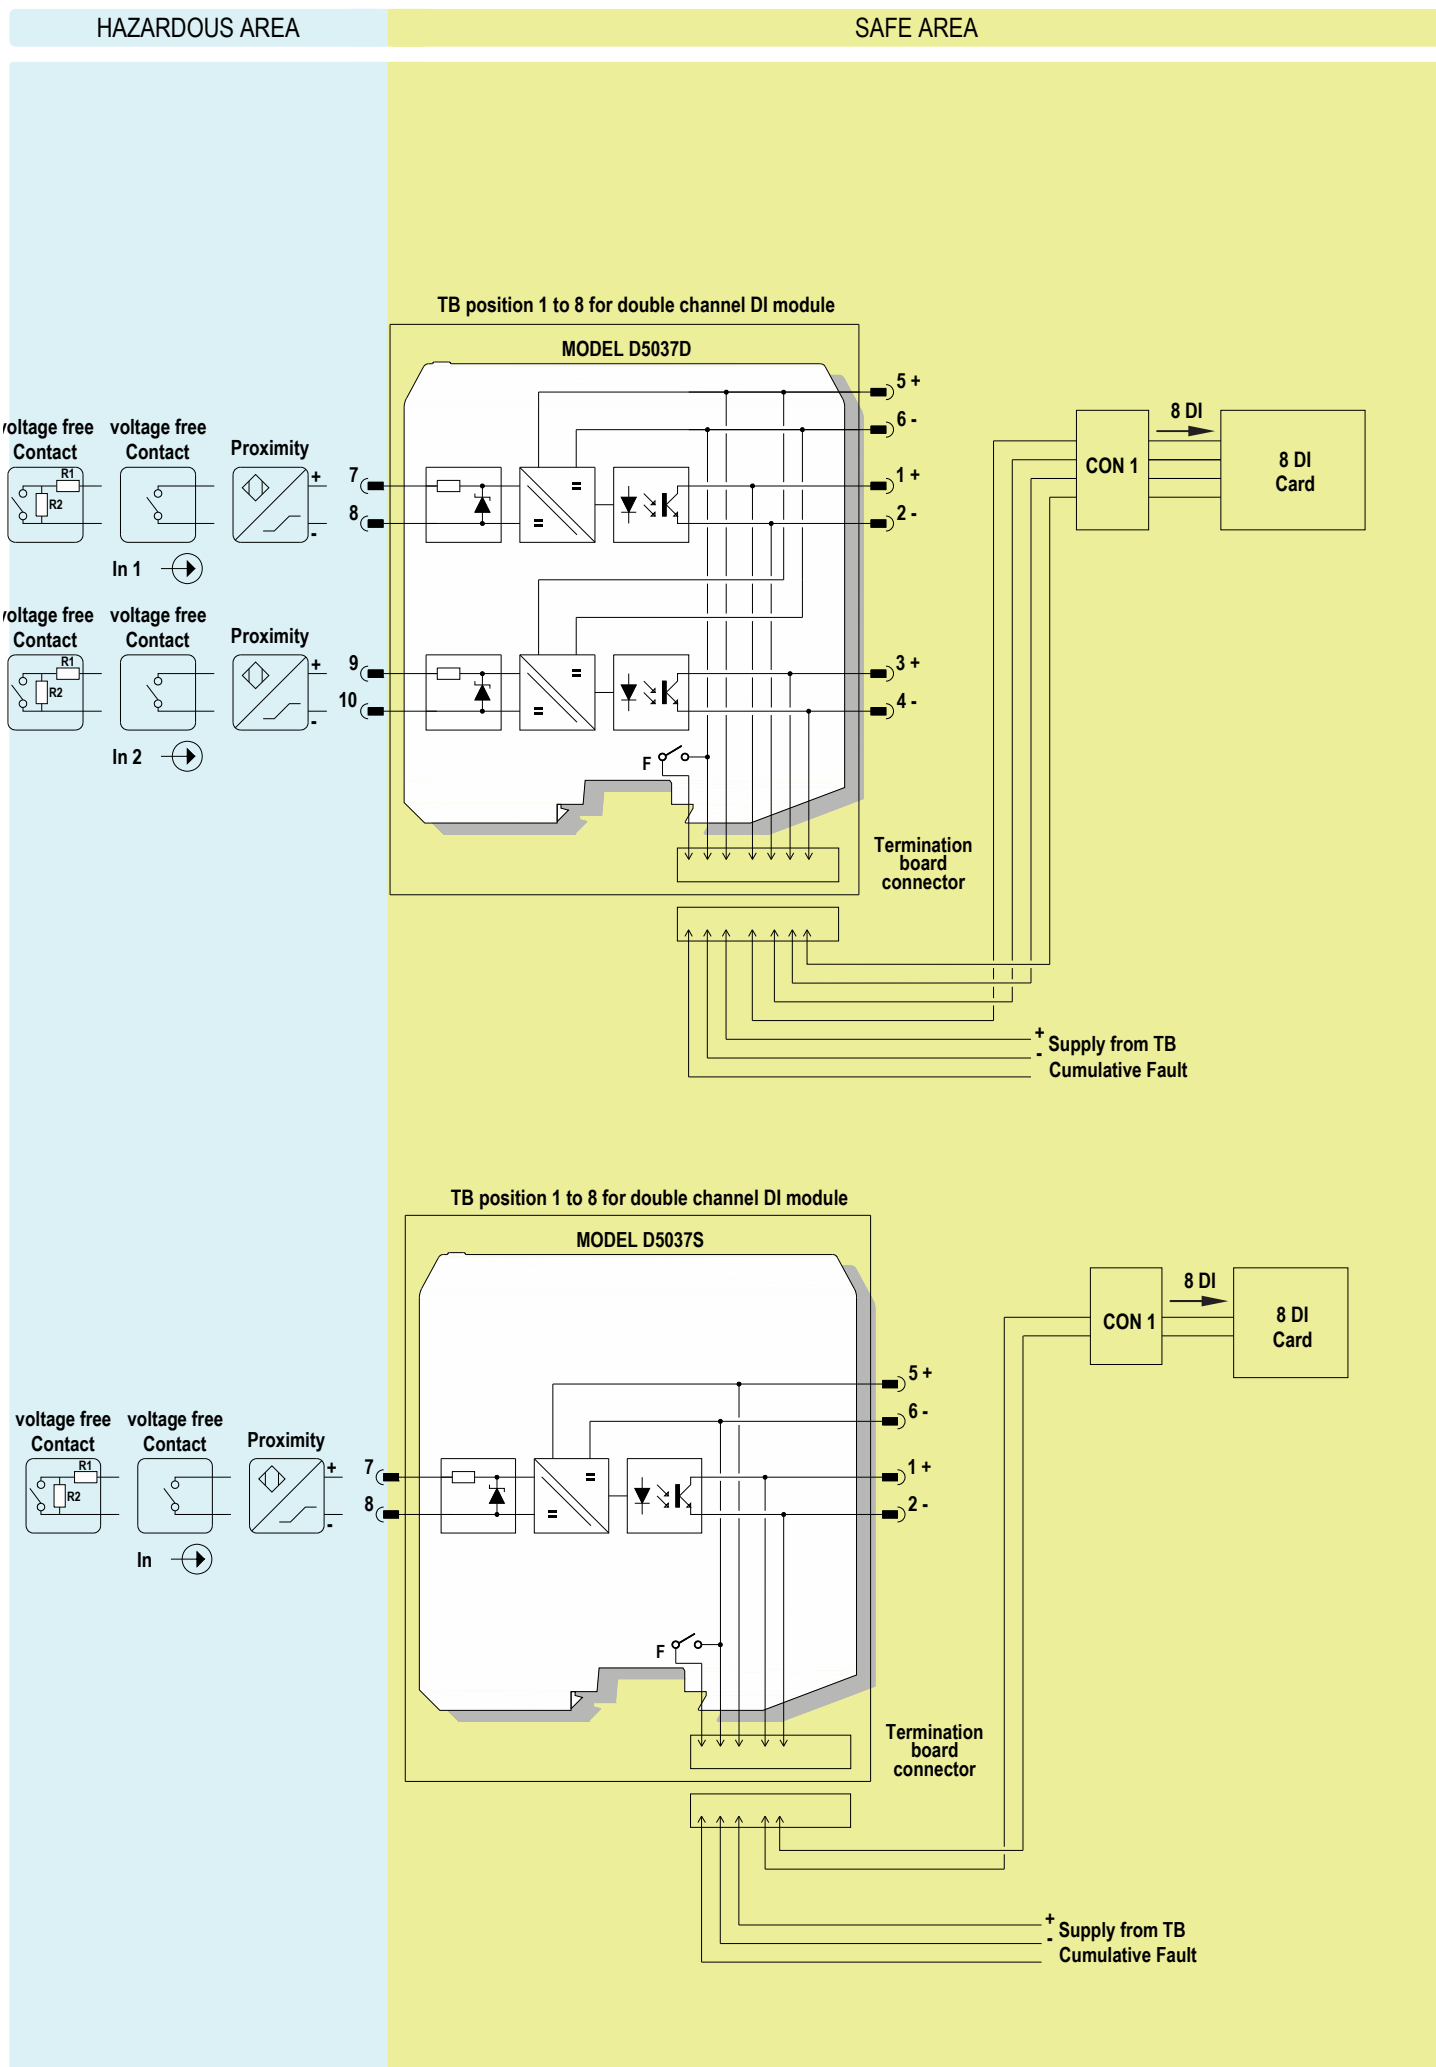 HAZARDOUS AREA
SAFE AREA
TB position 1 to 8 for double channel DI module
MODEL D5037D
5 +
6 -
8 DI
voltage free
Contact
voltage free
Contact
Proximity
R1
R2
+
-
7
8
=
=
1 +
2 -
CON 1
8 DI
Card
In 1
voltage free
Contact
voltage free
Contact
Proximity
R1
R2
+
-
9
10
=
=
3 +
4 -
In 2
F
Termination
board
connector
+
-
Supply from TB
Cumulative Fault
TB position 1 to 8 for double channel DI module
MODEL D5037S
8 DI
CON 1
8 DI
Card
5 +
6 -
voltage free
Contact
voltage free
Contact
Proximity
R1
R2
+
-
7
8
=
=
1 +
2 -
In
F
Termination
board
connector
+
-
Supply from TB
Cumulative Fault